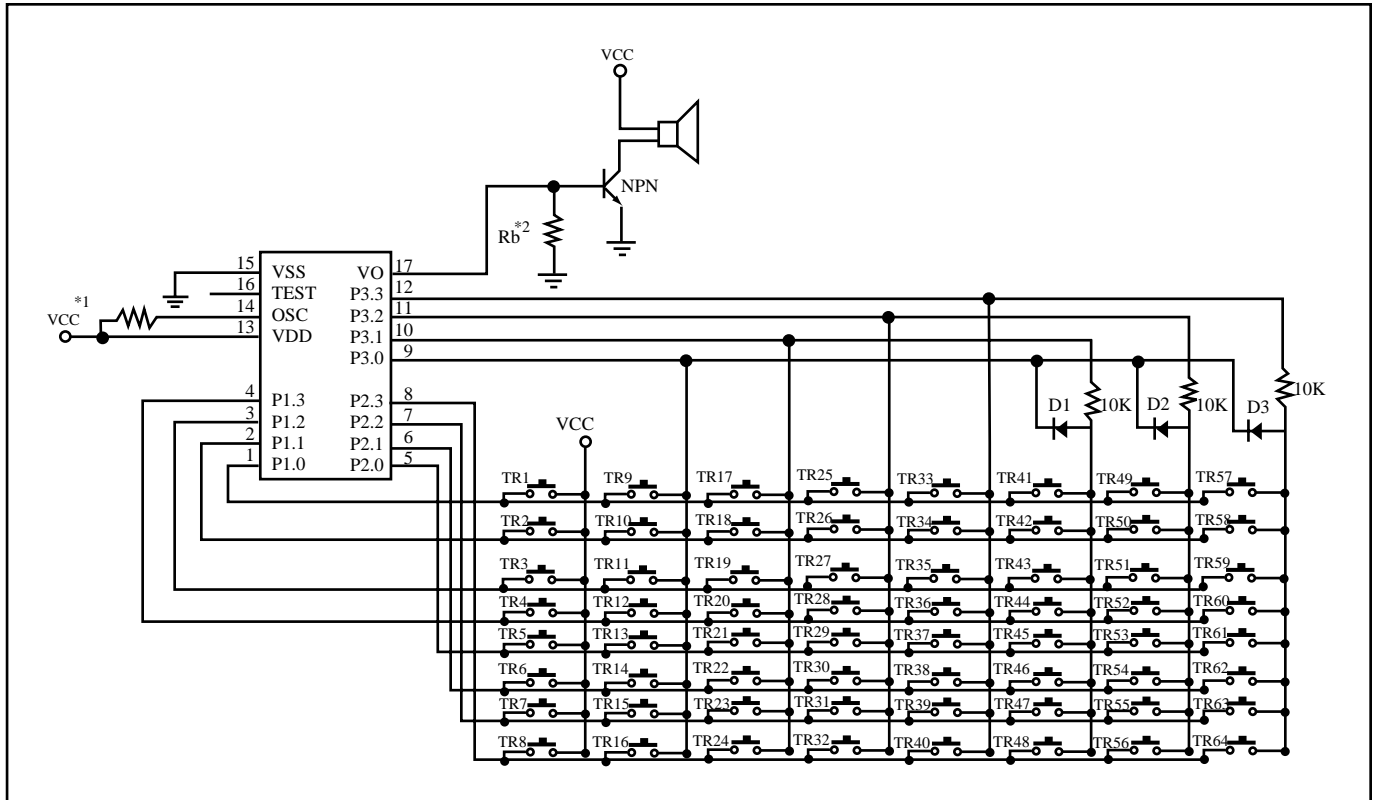 VCC
NPN
Rb*2
15 VSS VO 17
16 TEST P3.3 12
*1 14 OSC P3.2 11
VCC 13 VDD P3.1 10
P3.0 9
4 P1.3 P2.3 8
3 P1.2 P2.2 7
2 P1.1 P2.1 6
1 P1.0 P2.0 5
VCC
D1 10K D2 10K D3 10K
TR1 TR9 TR17 TR25 TR33 TR41 TR49 TR57
TR2 TR10 TR18 TR26 TR34 TR42 TR50 TR58
TR3 TR11 TR19 TR27 TR35 TR43 TR51 TR59
TR4 TR12 TR20 TR28 TR36 TR44 TR52 TR60
TR5 TR13 TR21 TR29 TR37 TR45 TR53 TR61
TR6 TR14 TR22 TR30 TR38 TR46 TR54 TR62
TR7 TR15 TR23 TR31 TR39 TR47 TR55 TR63
TR8 TR16 TR24 TR32 TR40 TR48 TR56 TR64